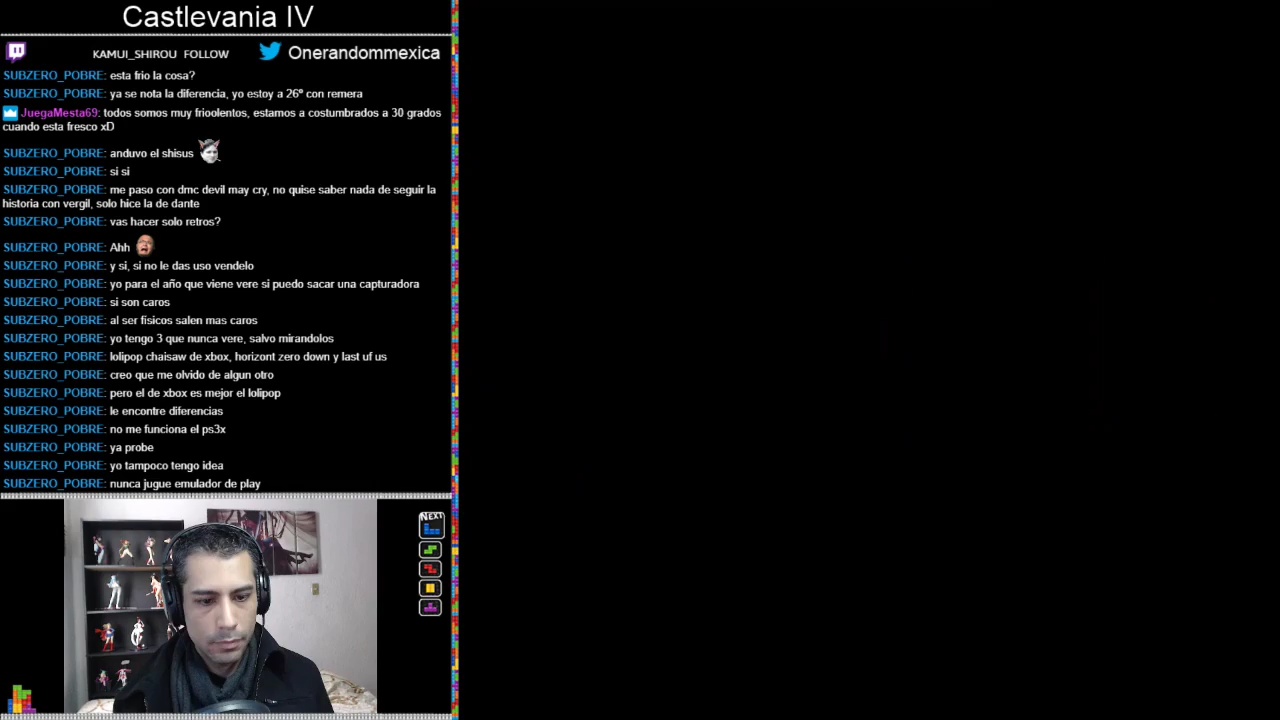 Castlevania IV
KAMUI_SHIROU FOLLOW
Onerandommexica
SUBZERO_POBRE: esta frio la cosa?
SUBZERO_POBRE: ya se nota la diferencia, yo estoy a 26º con remera
JuegaMesta69: todos somos muy frioolentos, estamos a costumbrados a 30 grados
cuando esta fresco xD
SUBZERO_POBRE: anduvo el shisus
SUBZERO_POBRE: si si
SUBZERO_POBRE: me paso con dmc devil may cry, no quise saber nada de seguir la
historia con vergil, solo hice la de dante
SUBZERO_POBRE: vas hacer solo retros?
SUBZERO_POBRE: Ahh
SUBZERO_POBRE: y si, si no le das uso vendelo
SUBZERO_POBRE: yo para el año que viene vere si puedo sacar una capturadora
SUBZERO_POBRE: si son caros
SUBZERO_POBRE: al ser físicos salen mas caros
SUBZERO_POBRE: yo tengo 3 que nunca vere, salvo mirandolos
SUBZERO_POBRE: lolipop chaisaw de xbox, horizont zero down y last uf us
SUBZERO_POBRE: creo que me olvido de algun otro
SUBZERO_POBRE: pero el de xbox es mejor el lolipop
SUBZERO_POBRE: le encontre diferencias
SUBZERO_POBRE: no me funciona el ps3x
SUBZERO_POBRE: ya probe
SUBZERO_POBRE: yo tampoco tengo idea
SUBZERO_POBRE: nunca jugue emulador de play
NEXT